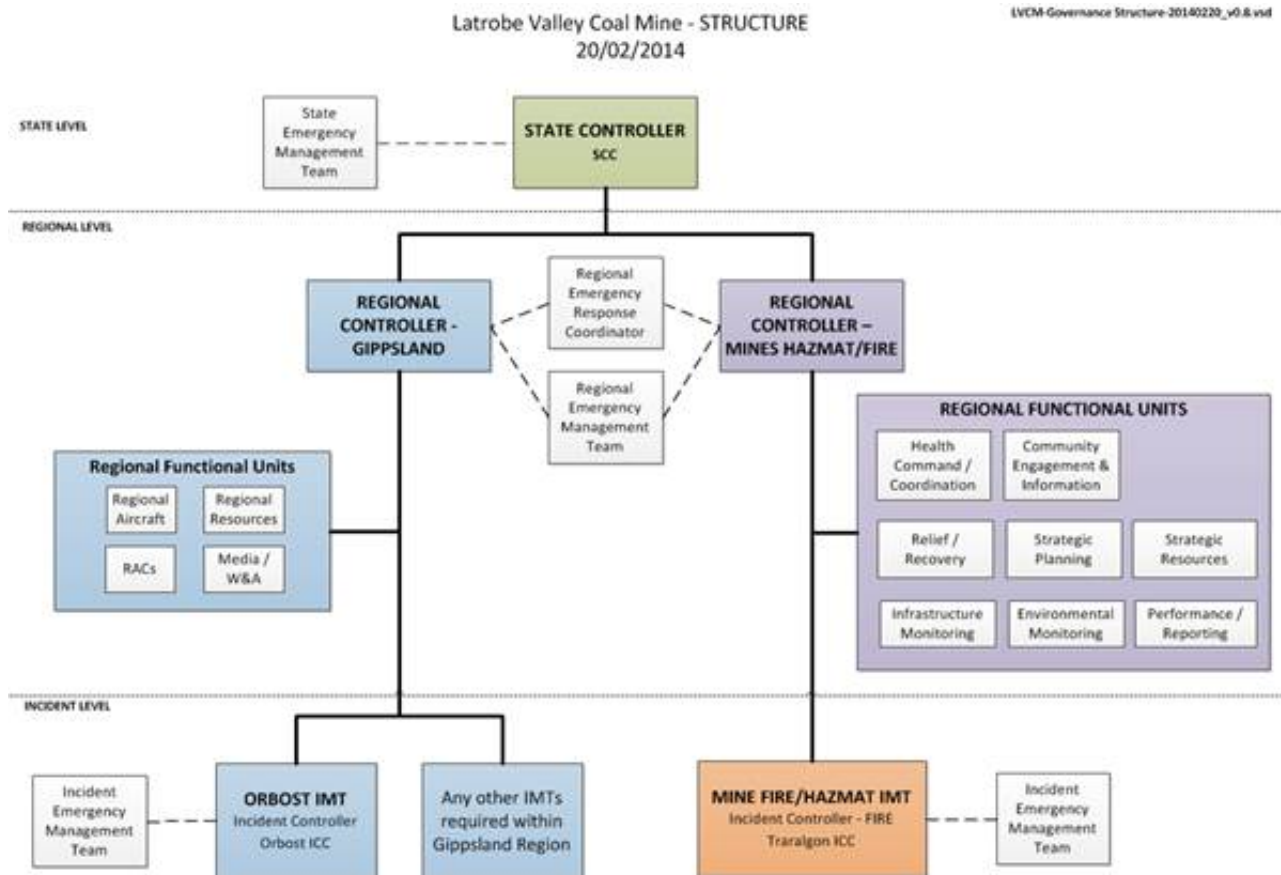 Latrobe Valley Coal Mine - STRUCTURE
20/02/2014
LVCM-Governance Structure-20140220_v0.8.vsd
STATE LEVEL
State
Emergency
Management
Team
STATE CONTROLLER
SCC
REGIONAL LEVEL
REGIONAL
CONTROLLER -
GIPPSLAND
Regional
Emergency
Response
Coordinator
REGIONAL
CONTROLLER –
MINES HAZMAT/FIRE
Regional
Emergency
Management
Team
Regional Functional Units
Regional
Aircraft
Regional
Resources
RACs
Media /
W&A
REGIONAL FUNCTIONAL UNITS
Health
Command /
Coordination
Community
Engagement &
Information
Relief /
Recovery
Strategic
Planning
Strategic
Resources
Infrastructure
Monitoring
Environmental
Monitoring
Performance /
Reporting
INCIDENT LEVEL
Incident
Emergency
Management
Team
ORBOST IMT
Incident Controller
Orbost ICC
Any other IMTs
required within
Gippsland Region
MINE FIRE/HAZMAT IMT
Incident Controller - FIRE
Traralgon ICC
Incident
Emergency
Management
Team